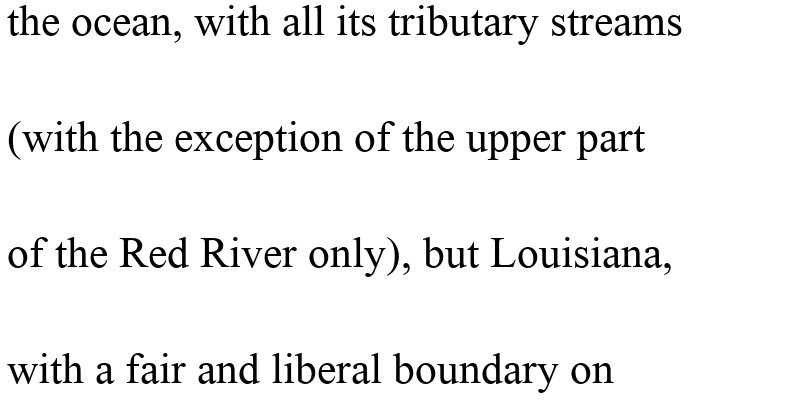 the ocean, with all its tributary streams
(with the exception of the upper part
of the Red River only), but Louisiana,
with a fair and liberal boundary on